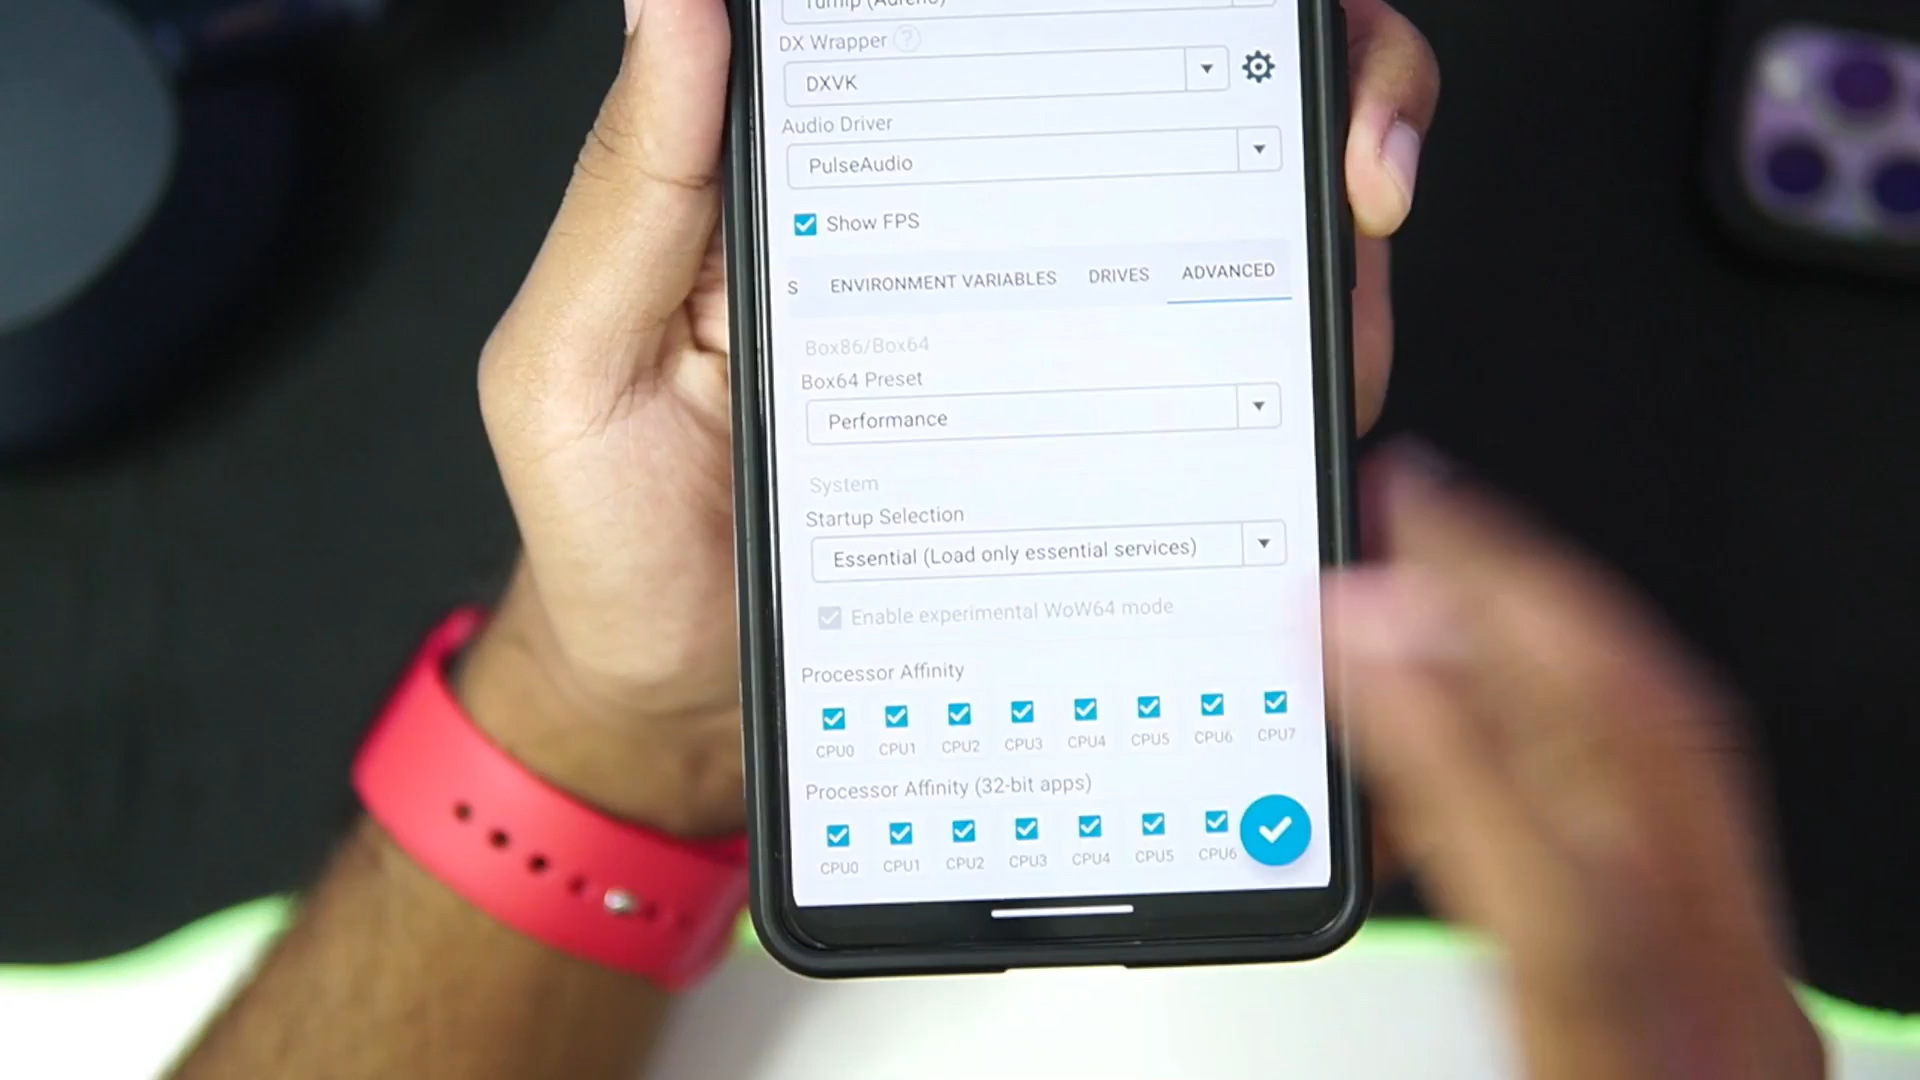 Turnip (Adreno)
DX Wrapper ?
DXVK
Audio Driver
PulseAudio
Show FPS
S ENVIRONMENT VARIABLES DRIVES ADVANCED
Box86/Box64
Box64 Preset
Performance
System
Startup Selection
Essential (Load only essential services)
Enable experimental WoW64 mode
Processor Affinity
CPU0 CPU1 CPU2 CPU3 CPU4 CPU5 CPU6 CPU7
Processor Affinity (32-bit apps)
CPU0 CPU1 CPU2 CPU3 CPU4 CPU5 CPU6